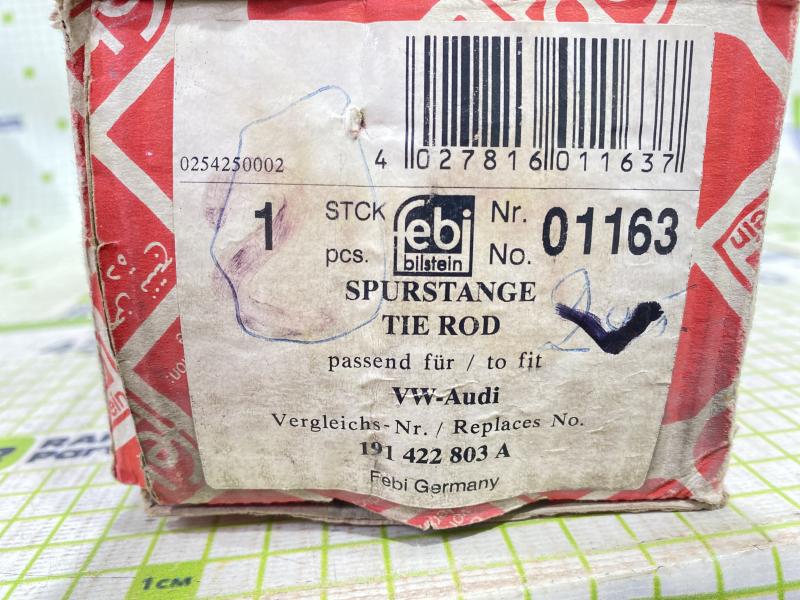 4 027816 011637
0254250002
1 STCK pcs. febi bilstein Nr. No. 01163
SPURSTANGE
TIE ROD
passend für / to fit
VW-Audi
Vergleichs-Nr. / Replaces No.
191 422 803 A
Febi Germany
1СМ